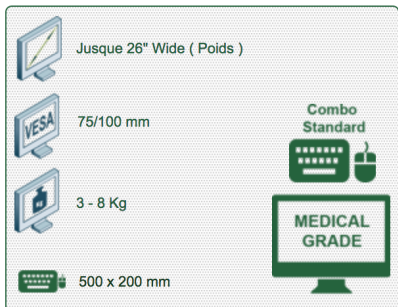 Jusque 26" Wide ( Poids )
VESA
75/100 mm
3 - 8 Kg
500 x 200 mm
Combo
Standard
MEDICAL
GRADE